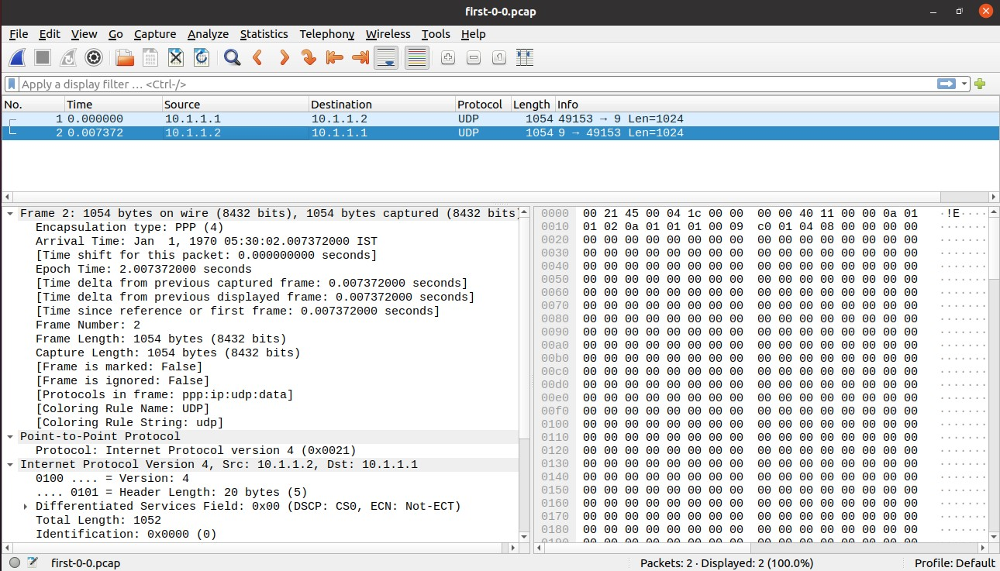 first-0-0.pcap
File Edit View Go Capture Analyze Statistics Telephony Wireless Tools Help
Apply a display filter … <Ctrl-/>
No. Time Source Destination Protocol Length Info
1 0.000000 10.1.1.1 10.1.1.2 UDP 1054 49153 → 9 Len=1024
2 0.007372 10.1.1.2 10.1.1.1 UDP 1054 9 → 49153 Len=1024
Frame 2: 1054 bytes on wire (8432 bits), 1054 bytes captured (8432 bits)
Encapsulation type: PPP (4)
Arrival Time: Jan  1, 1970 05:30:02.007372000 IST
[Time shift for this packet: 0.000000000 seconds]
Epoch Time: 2.007372000 seconds
[Time delta from previous captured frame: 0.007372000 seconds]
[Time delta from previous displayed frame: 0.007372000 seconds]
[Time since reference or first frame: 0.007372000 seconds]
Frame Number: 2
Frame Length: 1054 bytes (8432 bits)
Capture Length: 1054 bytes (8432 bits)
[Frame is marked: False]
[Frame is ignored: False]
[Protocols in frame: ppp:ip:udp:data]
[Coloring Rule Name: UDP]
[Coloring Rule String: udp]
Point-to-Point Protocol
Protocol: Internet Protocol version 4 (0x0021)
Internet Protocol Version 4, Src: 10.1.1.2, Dst: 10.1.1.1
0100 .... = Version: 4
.... 0101 = Header Length: 20 bytes (5)
Differentiated Services Field: 0x00 (DSCP: CS0, ECN: Not-ECT)
Total Length: 1052
Identification: 0x0000 (0)
0000 00 21 45 00 04 1c 00 00 00 00 40 11 00 00 0a 01 ·!E····
0010 01 02 0a 01 01 01 00 09 c0 01 04 08 00 00 00 00 ·······
0020 00 00 00 00 00 00 00 00 00 00 00 00 00 00 00 00 ·······
0030 00 00 00 00 00 00 00 00 00 00 00 00 00 00 00 00 ·······
0040 00 00 00 00 00 00 00 00 00 00 00 00 00 00 00 00 ·······
0050 00 00 00 00 00 00 00 00 00 00 00 00 00 00 00 00 ·······
0060 00 00 00 00 00 00 00 00 00 00 00 00 00 00 00 00 ·······
0070 00 00 00 00 00 00 00 00 00 00 00 00 00 00 00 00 ·······
0080 00 00 00 00 00 00 00 00 00 00 00 00 00 00 00 00 ·······
0090 00 00 00 00 00 00 00 00 00 00 00 00 00 00 00 00 ·······
00a0 00 00 00 00 00 00 00 00 00 00 00 00 00 00 00 00 ·······
00b0 00 00 00 00 00 00 00 00 00 00 00 00 00 00 00 00 ·······
00c0 00 00 00 00 00 00 00 00 00 00 00 00 00 00 00 00 ·······
00d0 00 00 00 00 00 00 00 00 00 00 00 00 00 00 00 00 ·······
00e0 00 00 00 00 00 00 00 00 00 00 00 00 00 00 00 00 ·······
00f0 00 00 00 00 00 00 00 00 00 00 00 00 00 00 00 00 ·······
0100 00 00 00 00 00 00 00 00 00 00 00 00 00 00 00 00 ·······
0110 00 00 00 00 00 00 00 00 00 00 00 00 00 00 00 00 ·······
0120 00 00 00 00 00 00 00 00 00 00 00 00 00 00 00 00 ·······
0130 00 00 00 00 00 00 00 00 00 00 00 00 00 00 00 00 ·······
0140 00 00 00 00 00 00 00 00 00 00 00 00 00 00 00 00 ·······
0150 00 00 00 00 00 00 00 00 00 00 00 00 00 00 00 00 ·······
0160 00 00 00 00 00 00 00 00 00 00 00 00 00 00 00 00 ·······
0170 00 00 00 00 00 00 00 00 00 00 00 00 00 00 00 00 ·······
0180 00 00 00 00 00 00 00 00 00 00 00 00 00 00 00 00 ·······
first-0-0.pcap Packets: 2 · Displayed: 2 (100.0%) Profile: Default